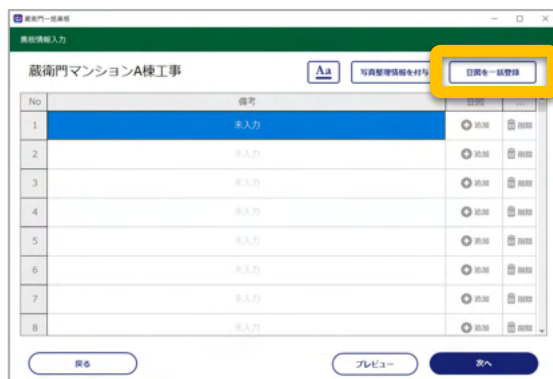 蔵衛門一括黒板
黒板情報入力
蔵衛門マンションA棟工事 Aa 写真整理情報を付与 豆図を一括登録
No 備考 豆図 ...
1 未入力 追加 削除
2 未入力 追加 削除
3 未入力 追加 削除
4 未入力 追加 削除
5 未入力 追加 削除
6 未入力 追加 削除
7 未入力 追加 削除
8 未入力 追加 削除
戻る プレビュー 次へ